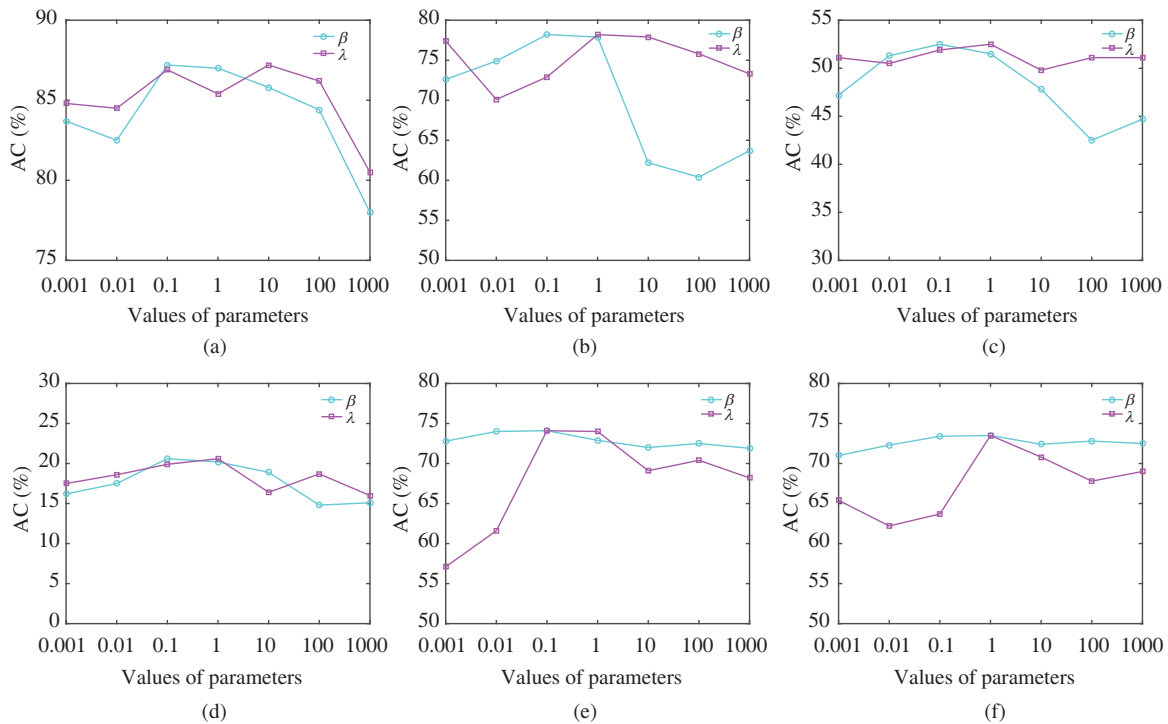 90
85
80
75
AC (%)
β
λ
0.001 0.01 0.1 1 10 100 1000
Values of parameters
(a)
80
75
70
65
60
55
50
AC (%)
β
λ
0.001 0.01 0.1 1 10 100 1000
Values of parameters
(b)
55
50
45
40
35
30
AC (%)
β
λ
0.001 0.01 0.1 1 10 100 1000
Values of parameters
(c)
30
25
20
15
10
5
0
AC (%)
β
λ
0.001 0.01 0.1 1 10 100 1000
Values of parameters
(d)
80
75
70
65
60
55
50
AC (%)
β
λ
0.001 0.01 0.1 1 10 100 1000
Values of parameters
(e)
80
75
70
65
60
55
50
AC (%)
β
λ
0.001 0.01 0.1 1 10 100 1000
Values of parameters
(f)